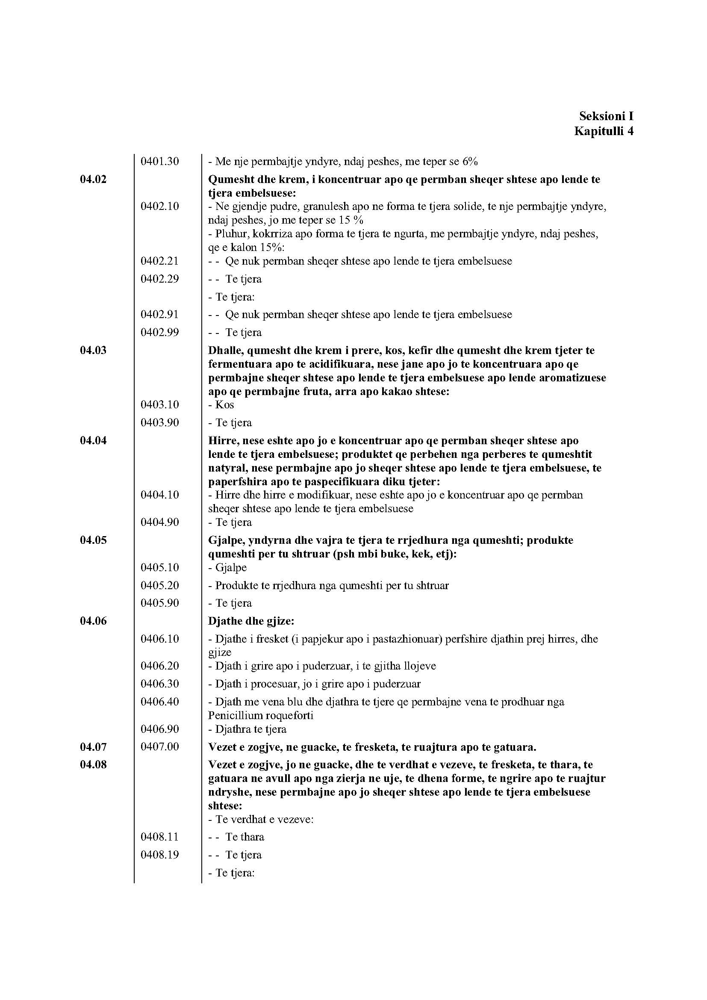 Seksioni I
Kapitulli 4
0401.30 - Me nje permbajtje yndyre, ndaj peshes, me teper se 6%
04.02 Qumesht dhe krem, i koncentruar apo qe permban sheqer shtese apo lende te
tjera embelsuese:
0402.10 - Ne gjendje pudre, granulesh apo ne forma te tjera solide, te nje permbajtje yndyre,
ndaj peshes, jo me teper se 15 %
- Pluhur, kokrriza apo forma te tjera te ngurta, me permbajtje yndyre, ndaj peshes,
qe e kalon 15%:
0402.21 - - Qe nuk permban sheqer shtese apo lende te tjera embelsuese
0402.29 - - Te tjera
- Te tjera:
0402.91 - - Qe nuk permban sheqer shtese apo lende te tjera embelsuese
0402.99 - - Te tjera
04.03 Dhalle, qumesht dhe krem i prere, kos, kefir dhe qumesht dhe krem tjeter te
fermentuara apo te acidifikuara, nese jane apo jo te koncentruara apo qe
permbajne sheqer shtese apo lende te tjera embelsuese apo lende aromatizuese
apo qe permbajne fruta, arra apo kakao shtese:
0403.10 - Kos
0403.90 - Te tjera
04.04 Hirre, nese eshte apo jo e koncentruar apo qe permban sheqer shtese apo
lende te tjera embelsuese; produktet qe perbehen nga perberes te qumeshtit
natyral, nese permbajne apo jo sheqer shtese apo lende te tjera embelsuese, te
paperfshira apo te paspecifikuara diku tjeter:
0404.10 - Hirre dhe hirre e modifikuar, nese eshte apo jo e koncentruar apo qe permban
sheqer shtese apo lende te tjera embelsuese
0404.90 - Te tjera
04.05 Gjalpe, yndyrna dhe vajra te tjera te rrjedhura nga qumeshti; produkte
qumeshti per tu shtruar (psh mbi buke, kek, etj):
0405.10 - Gjalpe
0405.20 - Produkte te rrjedhura nga qumeshti per tu shtruar
0405.90 - Te tjera
04.06 Djathe dhe gjize:
0406.10 - Djathe i fresket (i papjekur apo i pastazhionuar) perfshire djathin prej hirres, dhe
gjize
0406.20 - Djath i grire apo i puderzuar, i te gjitha llojeve
0406.30 - Djath i procesuar, jo i grire apo i puderzuar
0406.40 - Djath me vena blu dhe djathra te tjere qe permbajne vena te prodhuar nga
Penicillium roqueforti
0406.90 - Djathra te tjera
04.07 0407.00 Vezet e zogjve, ne guacke, te fresketa, te ruajtura apo te gatuara.
04.08 Vezet e zogjve, jo ne guacke, dhe te verdhat e vezeve, te fresketa, te thara, te
gatuara ne avull apo nga zierja ne uje, te dhena forme, te ngrire apo te ruajtur
ndryshe, nese permbajne apo jo sheqer shtese apo lende te tjera embelsuese
shtese:
- Te verdhat e vezeve:
0408.11 - - Te thara
0408.19 - - Te tjera
- Te tjera: